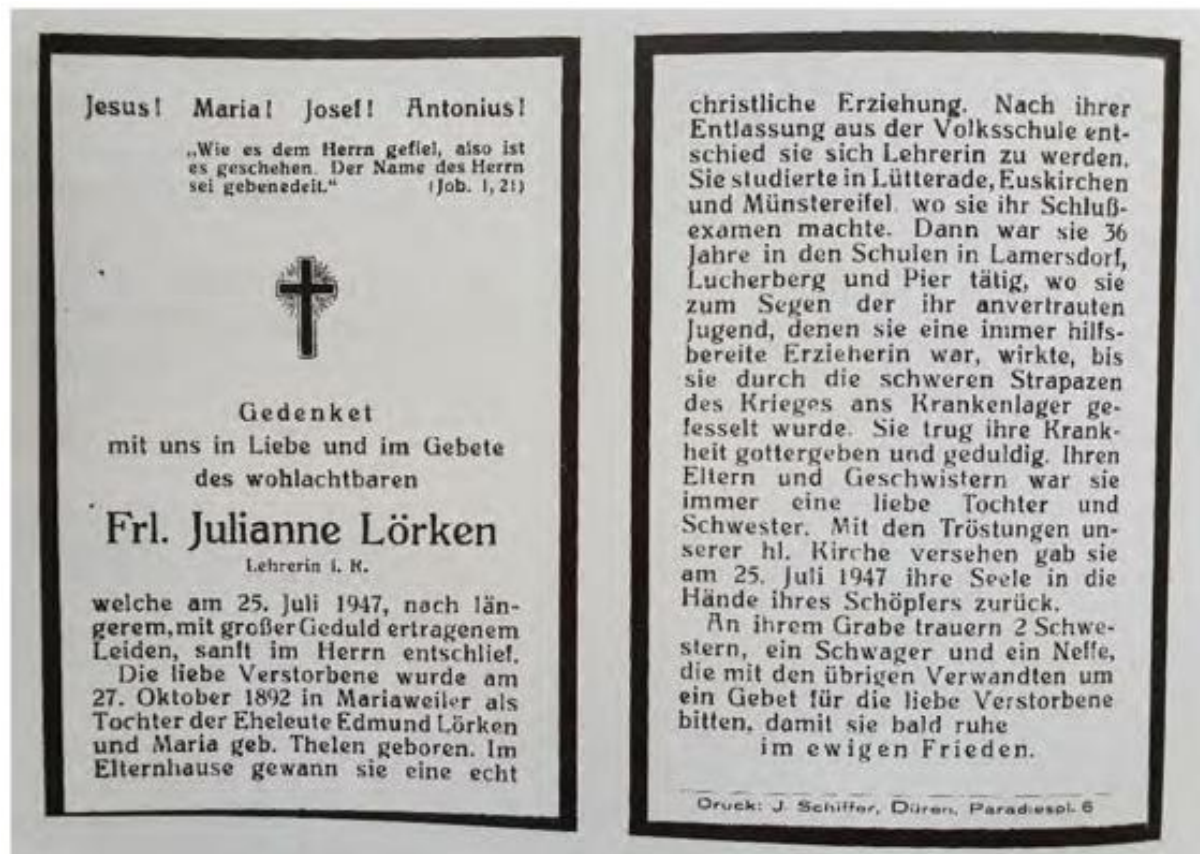 Jesus! Maria! Josef! Antonius!
„Wie es dem Herrn gefiel, also ist
es geschehen. Der Name des Herrn
sei gebenedeit.“ (Job. 1, 21)
Gedenket
mit uns in Liebe und im Gebete
des wohlachtbaren
Frl. Julianne Lörken
Lehrerin i. R.
welche am 25. Juli 1947, nach län-
gerem, mit großer Geduld ertragenem
Leiden, sanft im Herrn entschlief.
Die liebe Verstorbene wurde am
27. Oktober 1892 in Mariaweiler als
Tochter der Eheleute Edmund Lörken
und Maria geb. Thelen geboren. Im
Elternhause gewann sie eine echt
christliche Erziehung. Nach ihrer
Entlassung aus der Volksschule ent-
schied sie sich Lehrerin zu werden.
Sie studierte in Lütterade, Euskirchen
und Münstereifel, wo sie ihr Schluß-
examen machte. Dann war sie 36
Jahre in den Schulen in Lamersdorf,
Lucherberg und Pier tätig, wo sie
zum Segen der ihr anvertrauten
Jugend, denen sie eine immer hilfs-
bereite Erzieherin war, wirkte, bis
sie durch die schweren Strapazen
des Krieges ans Krankenlager ge-
fesselt wurde. Sie trug ihre Krank-
heit gottergeben und geduldig. Ihren
Eltern und Geschwistern war sie
immer eine liebe Tochter und
Schwester. Mit den Tröstungen un-
serer hl. Kirche versehen gab sie
am 25. Juli 1947 ihre Seele in die
Hände ihres Schöpfers zurück.
An ihrem Grabe trauern 2 Schwe-
stern, ein Schwager und ein Neffe,
die mit den übrigen Verwandten um
ein Gebet für die liebe Verstorbene
bitten, damit sie bald ruhe
im ewigen Frieden.
Druck: J. Schiffer, Düren, Paradiespl. 6